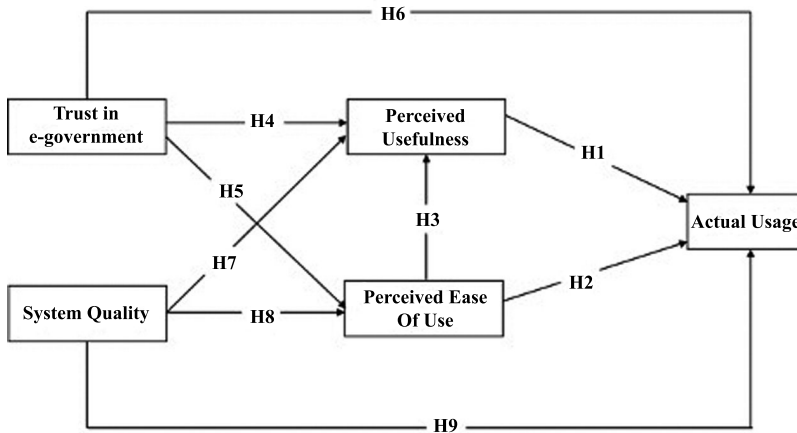 H6
Trust in
e-government
H4
Perceived
Usefulness
H1
H5
H3
Actual Usage
H7
H2
System Quality
H8
Perceived Ease
Of Use
H9